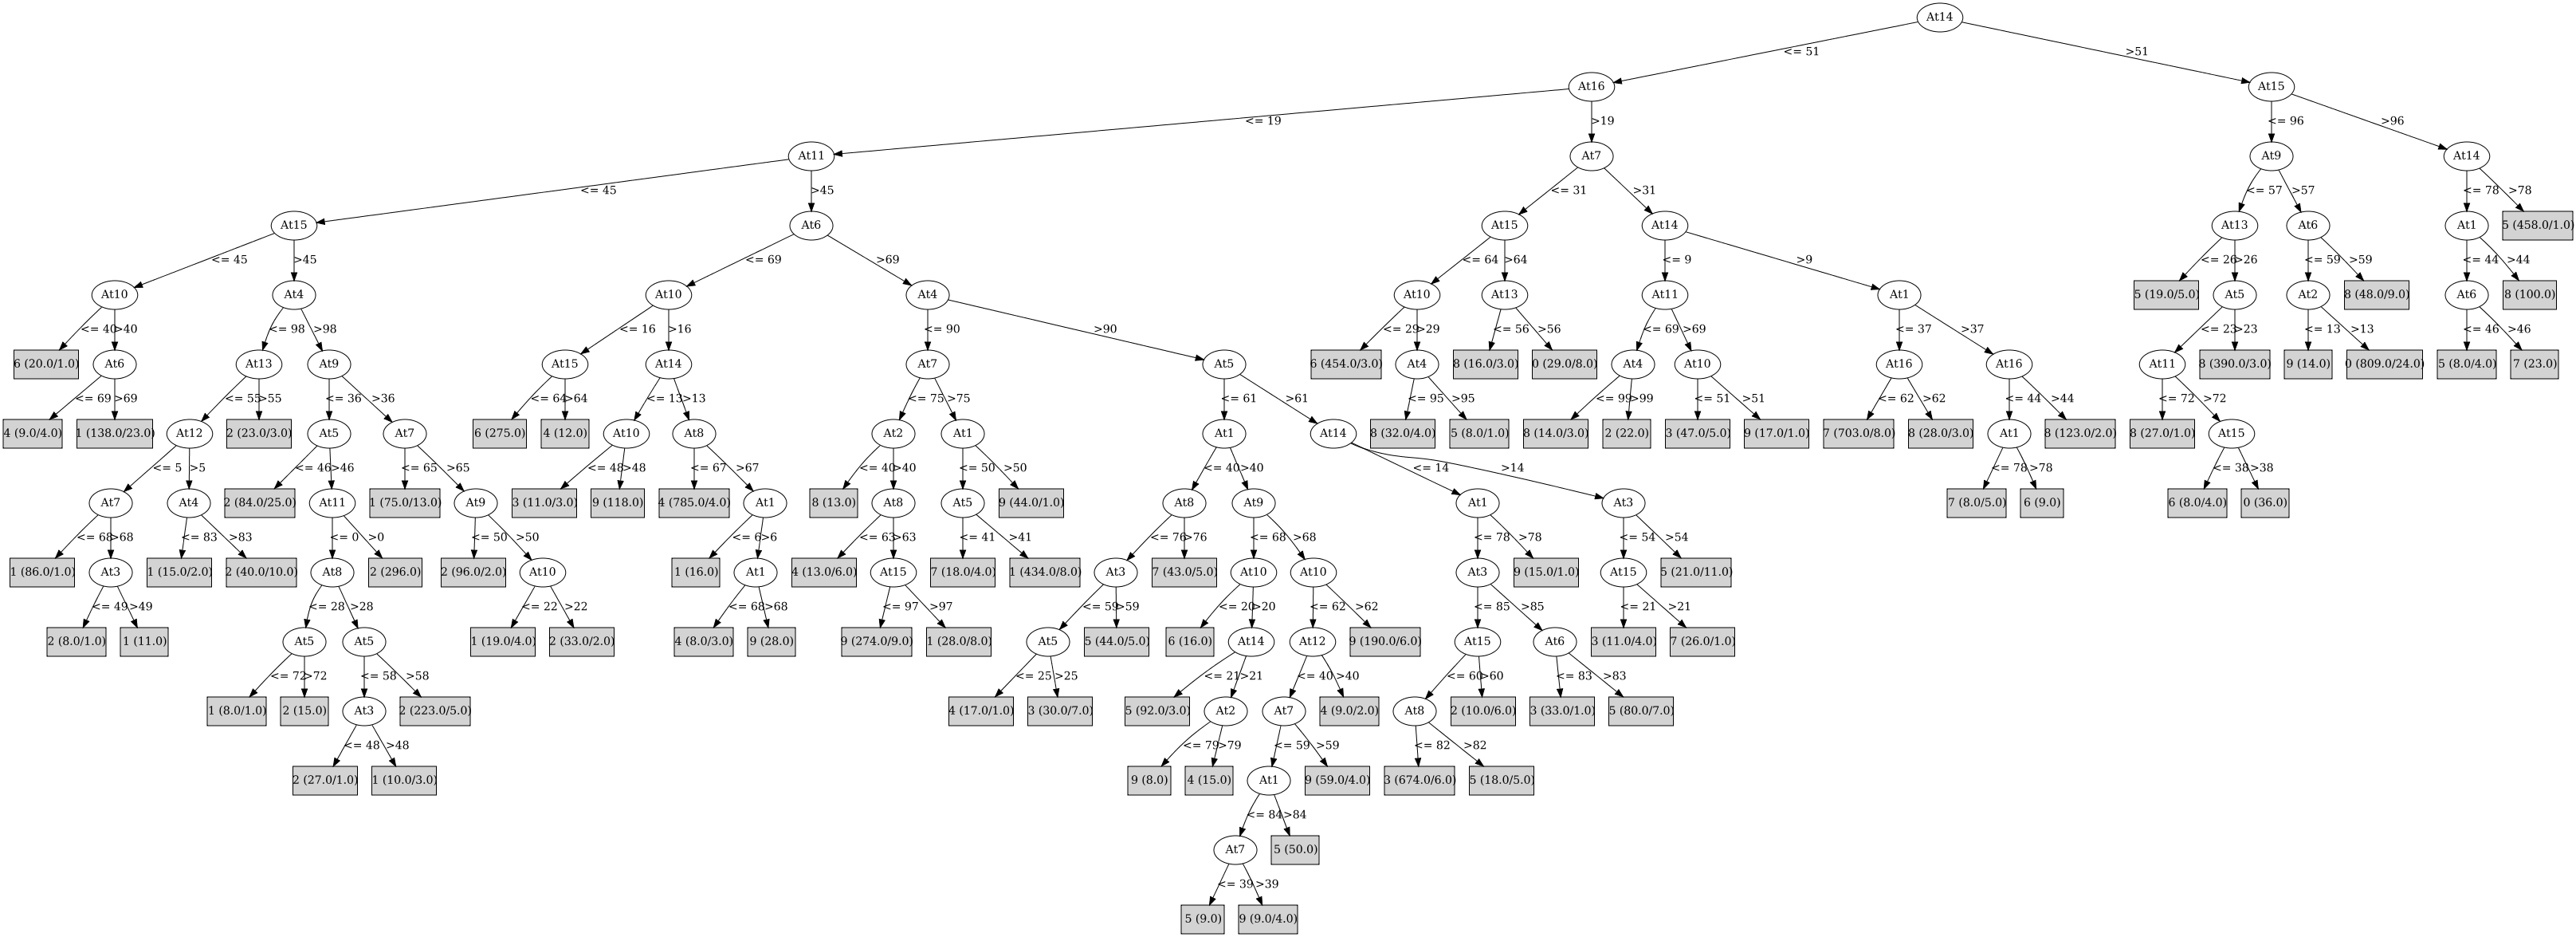 At14
<= 51 >51
At16 At15
<= 19 >19 <= 96 >96
At11 At7 At9 At14
<= 45 >45 <= 31 >31 <= 57 >57 <= 78 >78
At15 At6 At15 At14 At13 At6 At1 5 (458.0/1.0)
<= 45 >45 <= 69 >69 <= 64 >64 <= 9 >9 <= 26 >26 <= 59 >59 <= 44 >44
At10 At4 At10 At4 At10 At13 At11 At1 5 (19.0/5.0) At5 At2 8 (48.0/9.0) At6 8 (100.0)
<= 40 >40 <= 98 >98 <= 16 >16 <= 90 >90 <= 29 >29 <= 56 >56 <= 69 >69 <= 37 >37 <= 23 >23 <= 13 >13 <= 46 >46
6 (20.0/1.0) At6 At13 At9 At15 At14 At7 At5 6 (454.0/3.0) At4 8 (16.0/3.0) 0 (29.0/8.0) At4 At10 At16 At16 At11 8 (390.0/3.0) 9 (14.0) 0 (809.0/24.0) 5 (8.0/4.0) 7 (23.0)
<= 69 >69 <= 55 >55 <= 36 >36 <= 64 >64 <= 13 >13 <= 75 >75 <= 61 >61 <= 95 >95 <= 99 >99 <= 51 >51 <= 62 >62 <= 44 >44 <= 72 >72
4 (9.0/4.0) 1 (138.0/23.0) At12 2 (23.0/3.0) At5 At7 6 (275.0) 4 (12.0) At10 At8 At2 At1 At1 At14 8 (32.0/4.0) 5 (8.0/1.0) 8 (14.0/3.0) 2 (22.0) 3 (47.0/5.0) 9 (17.0/1.0) 7 (703.0/8.0) 8 (28.0/3.0) At1 8 (123.0/2.0) 8 (27.0/1.0) At15
<= 5 >5 <= 46 >46 <= 65 >65 <= 48 >48 <= 67 >67 <= 40 >40 <= 50 >50 <= 40 >40 <= 14 >14 <= 78 >78 <= 38 >38
At7 At4 2 (84.0/25.0) At11 1 (75.0/13.0) At9 3 (11.0/3.0) 9 (118.0) 4 (785.0/4.0) At1 8 (13.0) At8 At5 9 (44.0/1.0) At8 At9 At1 At3 7 (8.0/5.0) 6 (9.0) 6 (8.0/4.0) 0 (36.0)
<= 68 >68 <= 83 >83 <= 0 >0 <= 50 >50 <= 6 >6 <= 63 >63 <= 41 >41 <= 76 >76 <= 68 >68 <= 78 >78 <= 54 >54
1 (86.0/1.0) At3 1 (15.0/2.0) 2 (40.0/10.0) At8 2 (296.0) 2 (96.0/2.0) At10 1 (16.0) At1 4 (13.0/6.0) At15 7 (18.0/4.0) 1 (434.0/8.0) At3 7 (43.0/5.0) At10 At10 At3 9 (15.0/1.0) At15 5 (21.0/11.0)
<= 49 >49 <= 28 >28 <= 22 >22 <= 68 >68 <= 97 >97 <= 59 >59 <= 20 >20 <= 62 >62 <= 85 >85 <= 21 >21
2 (8.0/1.0) 1 (11.0) At5 At5 1 (19.0/4.0) 2 (33.0/2.0) 4 (8.0/3.0) 9 (28.0) 9 (274.0/9.0) 1 (28.0/8.0) At5 5 (44.0/5.0) 6 (16.0) At14 At12 9 (190.0/6.0) At15 At6 3 (11.0/4.0) 7 (26.0/1.0)
<= 72 >72 <= 58 >58 <= 25 >25 <= 21 >21 <= 40 >40 <= 60 >60 <= 83 >83
1 (8.0/1.0) 2 (15.0) At3 2 (223.0/5.0) 4 (17.0/1.0) 3 (30.0/7.0) 5 (92.0/3.0) At2 At7 4 (9.0/2.0) At8 2 (10.0/6.0) 3 (33.0/1.0) 5 (80.0/7.0)
<= 48 >48 <= 79 >79 <= 59 >59 <= 82 >82
2 (27.0/1.0) 1 (10.0/3.0) 9 (8.0) 4 (15.0) At1 9 (59.0/4.0) 3 (674.0/6.0) 5 (18.0/5.0)
<= 84 >84
At7 5 (50.0)
<= 39 >39
5 (9.0) 9 (9.0/4.0)